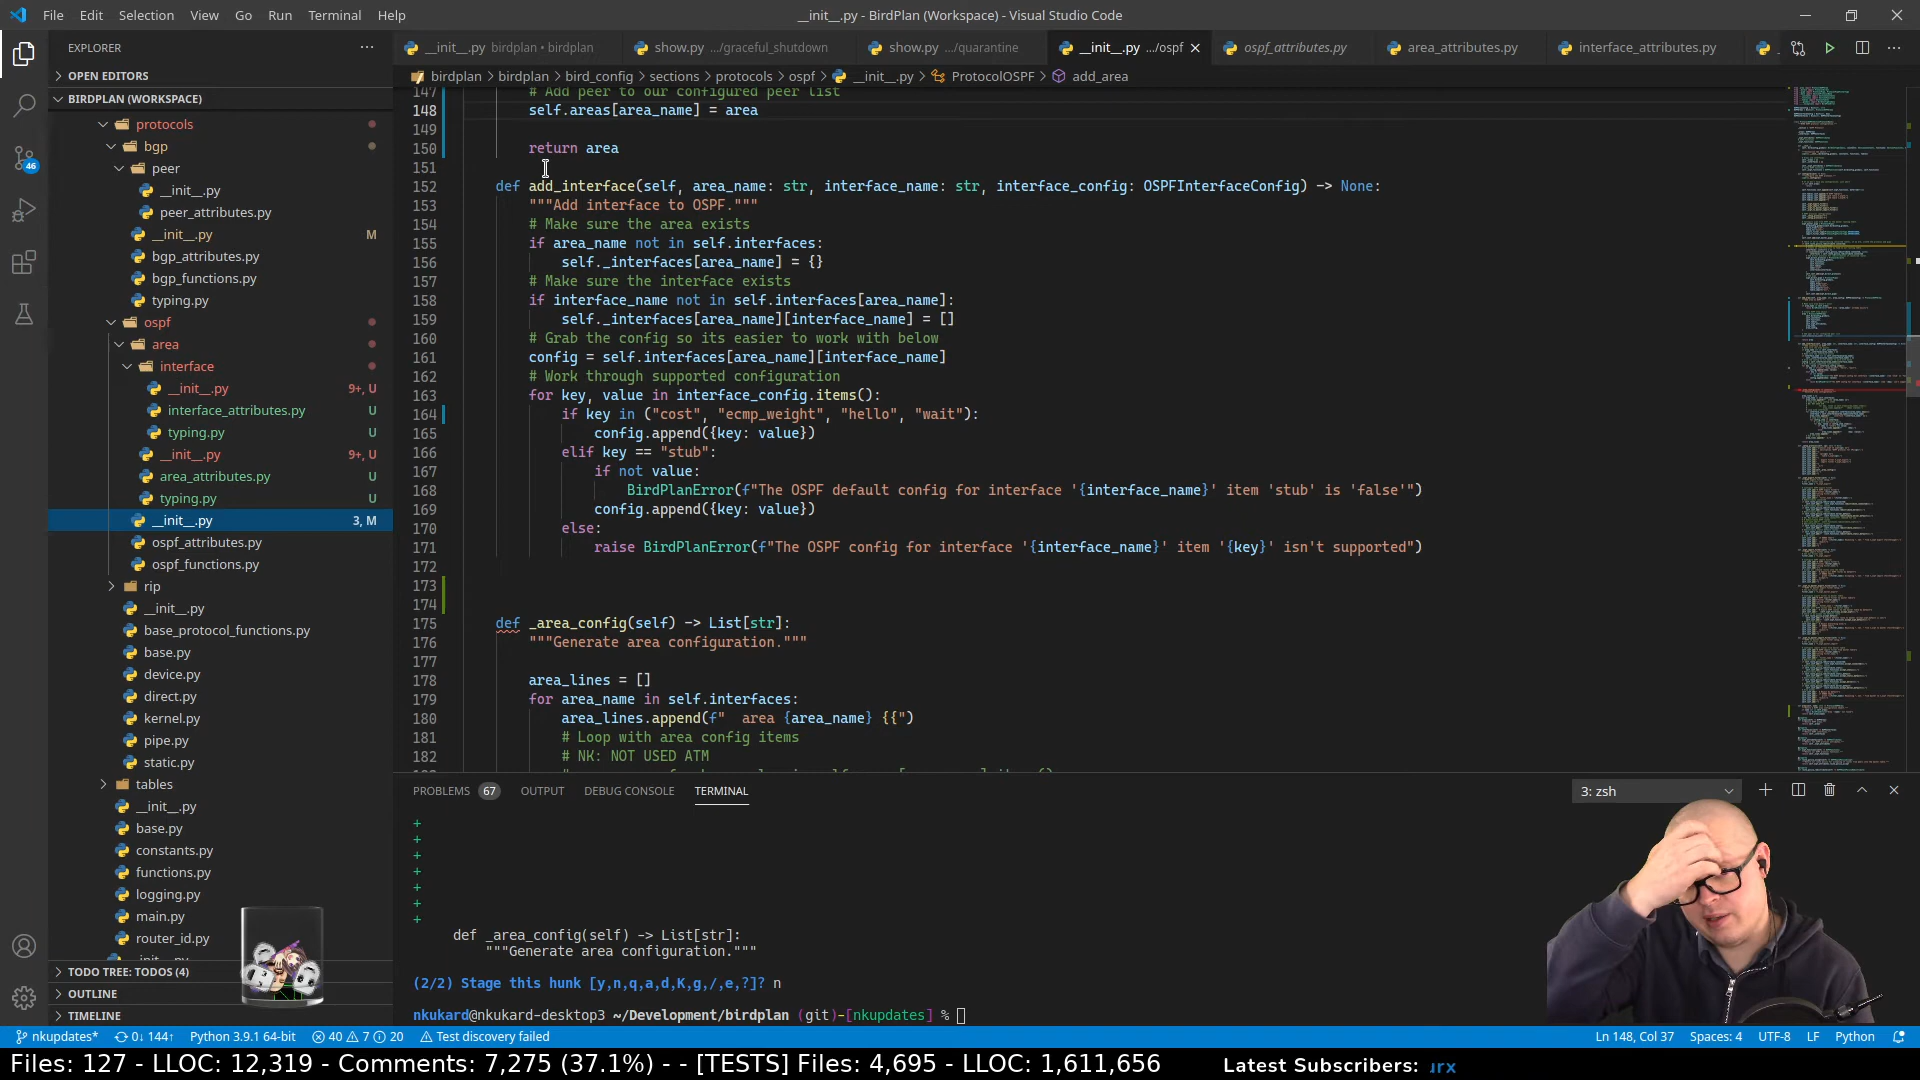 File Edit Selection View Go Run Terminal Help
__init__.py - BirdPlan (Workspace) - Visual Studio Code
EXPLORER
__init__.py birdplan • birdplan
show.py .../graceful_shutdown
show.py .../quarantine
__init__.py .../ospf
ospf_attributes.py
area_attributes.py
interface_attributes.py
OPEN EDITORS
BIRDPLAN (WORKSPACE)
birdplan > birdplan > bird_config > sections > protocols > ospf > __init__.py > ProtocolOSPF > add_area
protocols
bgp
peer
__init__.py
peer_attributes.py
__init__.py M
bgp_attributes.py
bgp_functions.py
typing.py
ospf
area
interface
__init__.py 9+, U
interface_attributes.py U
typing.py U
__init__.py 9+, U
area_attributes.py U
typing.py U
__init__.py 3, M
ospf_attributes.py
ospf_functions.py
rip
__init__.py
base_protocol_functions.py
base.py
device.py
direct.py
kernel.py
pipe.py
static.py
tables
__init__.py
base.py
constants.py
functions.py
logging.py
main.py
router_id.py
__init__.py
TODO TREE: TODOS (4)
OUTLINE
TIMELINE
46
147 # Add peer to our configured peer list
148 self.areas[area_name] = area
149
150 return area
151
152 def add_interface(self, area_name: str, interface_name: str, interface_config: OSPFInterfaceConfig) -> None:
153 """Add interface to OSPF."""
154 # Make sure the area exists
155 if area_name not in self.interfaces:
156 self._interfaces[area_name] = {}
157 # Make sure the interface exists
158 if interface_name not in self.interfaces[area_name]:
159 self._interfaces[area_name][interface_name] = []
160 # Grab the config so its easier to work with below
161 config = self.interfaces[area_name][interface_name]
162 # Work through supported configuration
163 for key, value in interface_config.items():
164 if key in ("cost", "ecmp_weight", "hello", "wait"):
165 config.append({key: value})
166 elif key == "stub":
167 if not value:
168 BirdPlanError(f"The OSPF default config for interface '{interface_name}' item 'stub' is 'false'")
169 config.append({key: value})
170 else:
171 raise BirdPlanError(f"The OSPF config for interface '{interface_name}' item '{key}' isn't supported")
172
173
174
175 def _area_config(self) -> List[str]:
176 """Generate area configuration."""
177
178 area_lines = []
179 for area_name in self.interfaces:
180 area_lines.append(f"  area {area_name} {{")
181 # Loop with area config items
182 # NK: NOT USED ATM
PROBLEMS 67 OUTPUT DEBUG CONSOLE TERMINAL
3: zsh
+
+
+
+
+
+
+
def _area_config(self) -> List[str]:
"""Generate area configuration."""
(2/2) Stage this hunk [y,n,q,a,d,K,g,/,e,?]? n
nkukard@nkukard-desktop3 ~/Development/birdplan (git)-[nkupdates] %
nkupdates* 0↓ 144↑ Python 3.9.1 64-bit 40 7 20 Test discovery failed
Ln 148, Col 37 Spaces: 4 UTF-8 LF Python
Files: 127 - LLOC: 12,319 - Comments: 7,275 (37.1%) - - [TESTS] Files: 4,695 - LLOC: 1,611,656
Latest Subscribers: